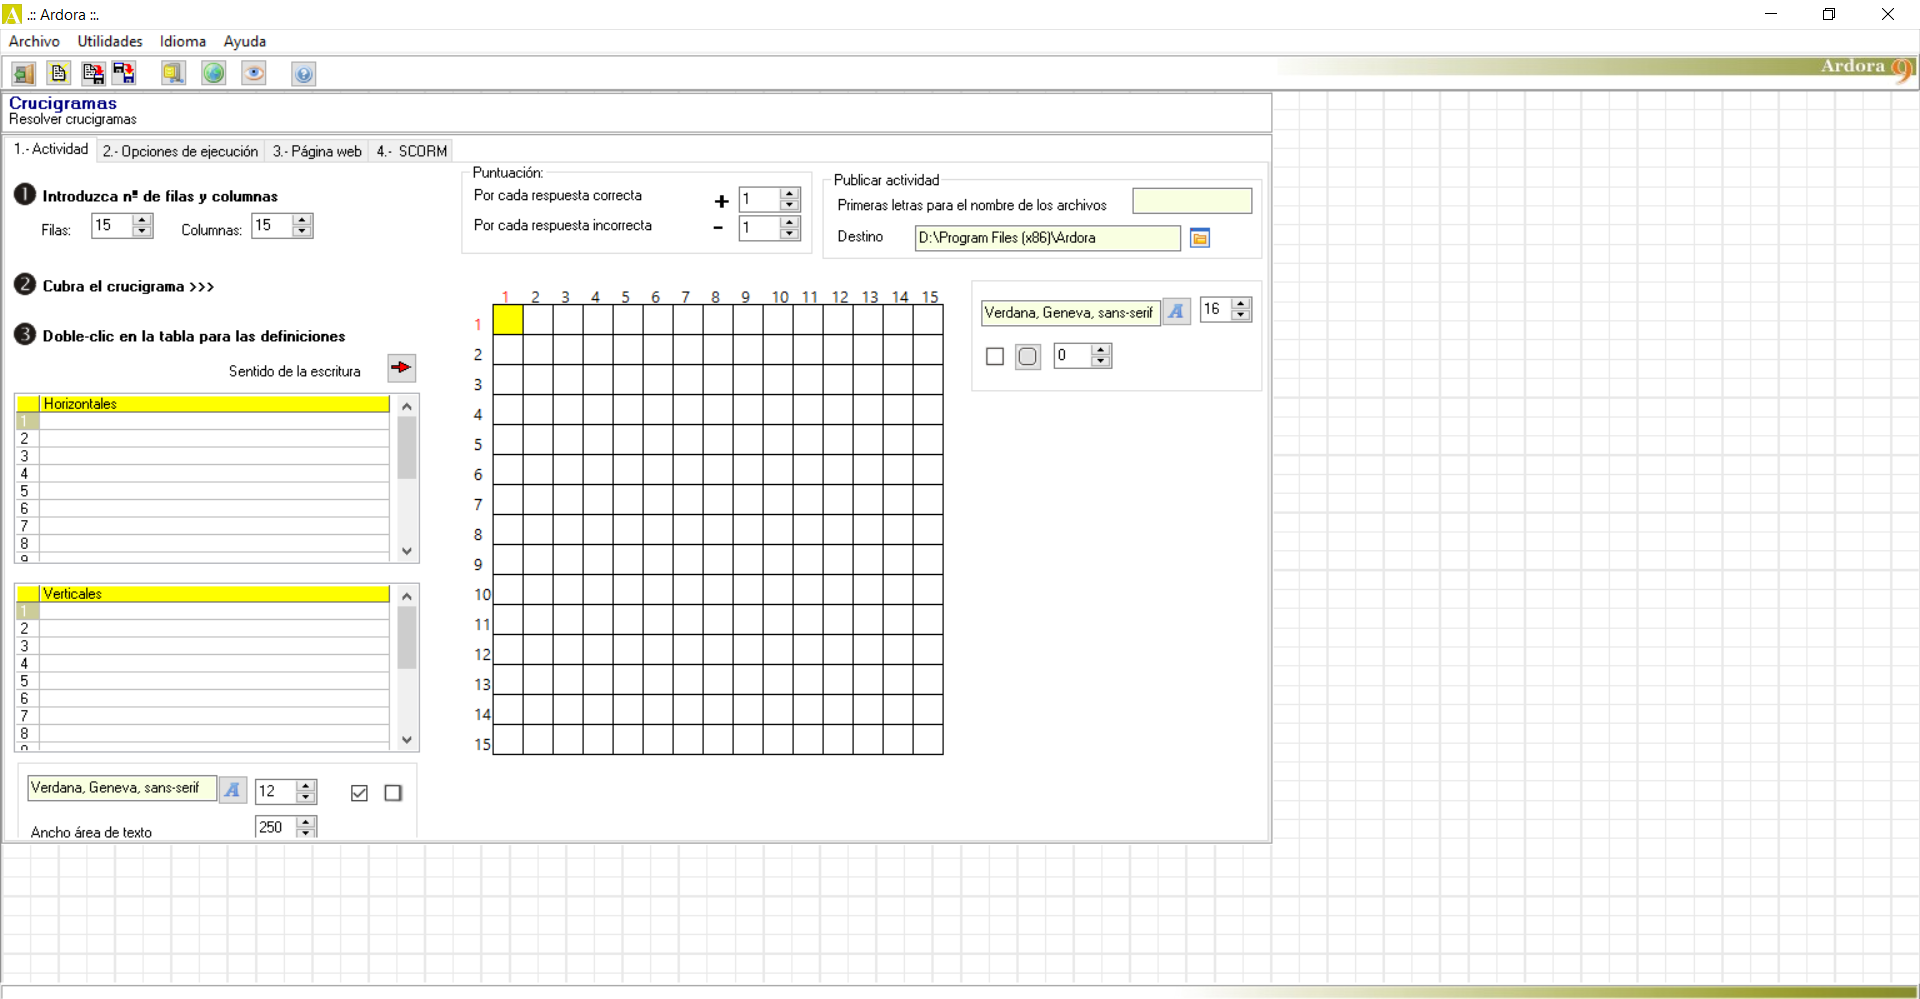 .:: Ardora ::.
Archivo Utilidades Idioma Ayuda
Ardora 9
Crucigramas
Resolver crucigramas
1.- Actividad 2.- Opciones de ejecución 3.- Página web 4.- SCORM
1 Introduzca nº de filas y columnas
Filas: 15 Columnas: 15
Puntuación:
Por cada respuesta correcta + 1
Por cada respuesta incorrecta - 1
Publicar actividad
Primeras letras para el nombre de los archivos
Destino D:\Program Files (x86)\Ardora
2 Cubra el crucigrama >>>
3 Doble-clic en la tabla para las definiciones
Sentido de la escritura
Horizontales
1
2
3
4
5
6
7
8
9
Verticales
1
2
3
4
5
6
7
8
9
Verdana, Geneva, sans-serif A 12
Ancho área de texto 250
1 2 3 4 5 6 7 8 9 10 11 12 13 14 15
1
2
3
4
5
6
7
8
9
10
11
12
13
14
15
Verdana, Geneva, sans-serif A 16
0